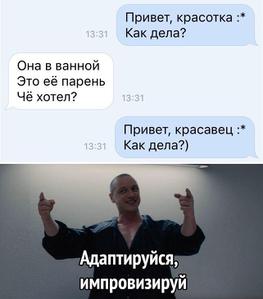 Привет, красотка :*
Как дела?
13:31
Она в ванной
Это её парень
Чё хотел?
13:31
Привет, красавец :*
Как дела?)
13:31
Адаптируйся,
импровизируй